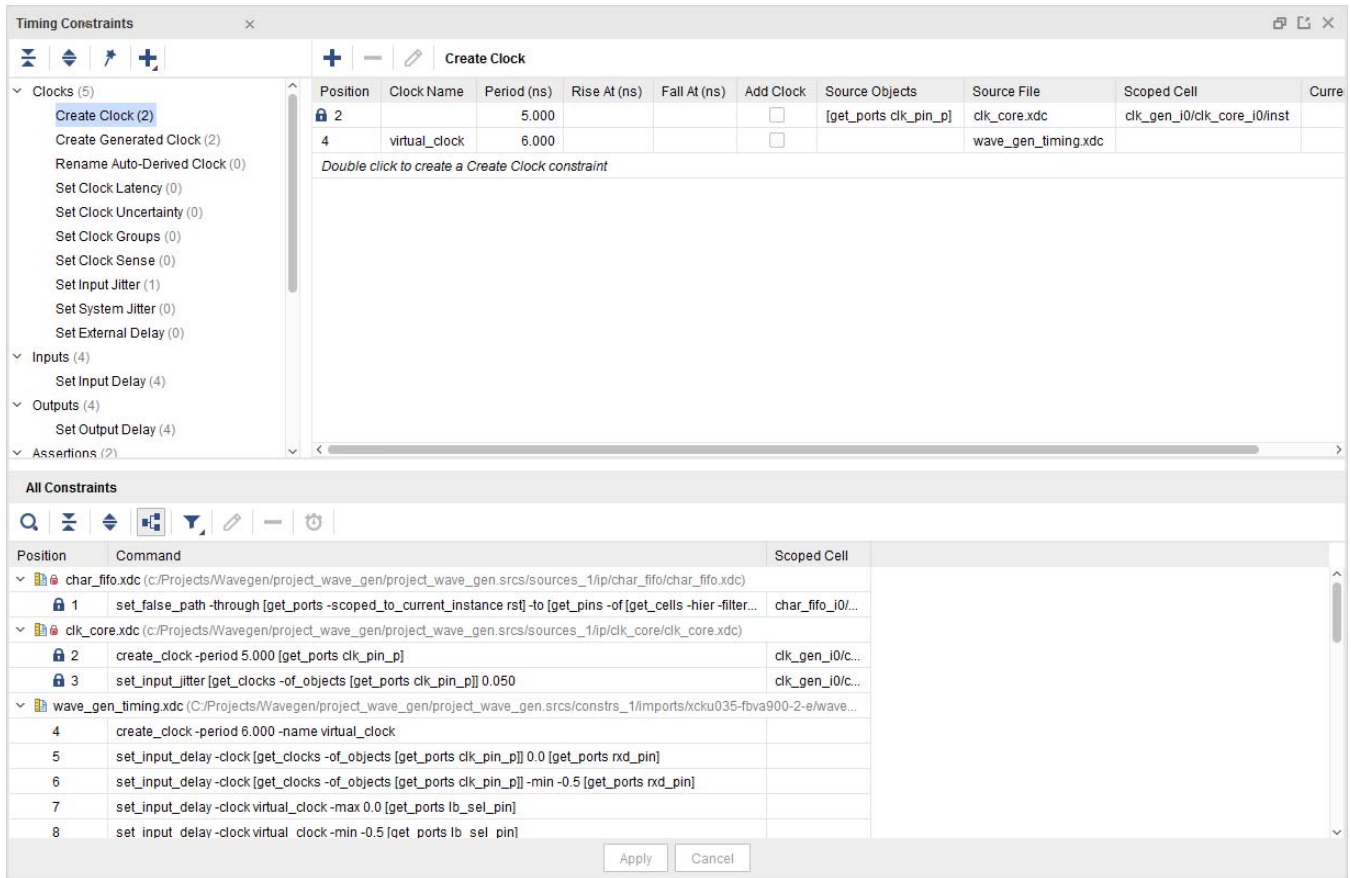 Timing Constraints
Create Clock
Clocks (5)
Create Clock (2)
Create Generated Clock (2)
Rename Auto-Derived Clock (0)
Set Clock Latency (0)
Set Clock Uncertainty (0)
Set Clock Groups (0)
Set Clock Sense (0)
Set Input Jitter (1)
Set System Jitter (0)
Set External Delay (0)
Inputs (4)
Set Input Delay (4)
Outputs (4)
Set Output Delay (4)
Assertions (2)
Position Clock Name Period (ns) Rise At (ns) Fall At (ns) Add Clock Source Objects Source File Scoped Cell Curre
2 5.000 [get_ports clk_pin_p] clk_core.xdc clk_gen_i0/clk_core_i0/inst
4 virtual_clock 6.000 wave_gen_timing.xdc
Double click to create a Create Clock constraint
All Constraints
Position Command Scoped Cell
char_fifo.xdc (c:/Projects/Wavegen/project_wave_gen/project_wave_gen.srcs/sources_1/ip/char_fifo/char_fifo.xdc)
1 set_false_path -through [get_ports -scoped_to_current_instance rst] -to [get_pins -of [get_cells -hier -filter... char_fifo_i0/...
clk_core.xdc (c:/Projects/Wavegen/project_wave_gen/project_wave_gen.srcs/sources_1/ip/clk_core/clk_core.xdc)
2 create_clock -period 5.000 [get_ports clk_pin_p] clk_gen_i0/c...
3 set_input_jitter [get_clocks -of_objects [get_ports clk_pin_p]] 0.050 clk_gen_i0/c...
wave_gen_timing.xdc (C:/Projects/Wavegen/project_wave_gen/project_wave_gen.srcs/constrs_1/imports/xcku035-fbva900-2-e/wave...
4 create_clock -period 6.000 -name virtual_clock
5 set_input_delay -clock [get_clocks -of_objects [get_ports clk_pin_p]] 0.0 [get_ports rxd_pin]
6 set_input_delay -clock [get_clocks -of_objects [get_ports clk_pin_p]] -min -0.5 [get_ports rxd_pin]
7 set_input_delay -clock virtual_clock -max 0.0 [get_ports lb_sel_pin]
8 set_input_delay -clock virtual_clock -min -0.5 [get_ports lb_sel_pin]
Apply Cancel